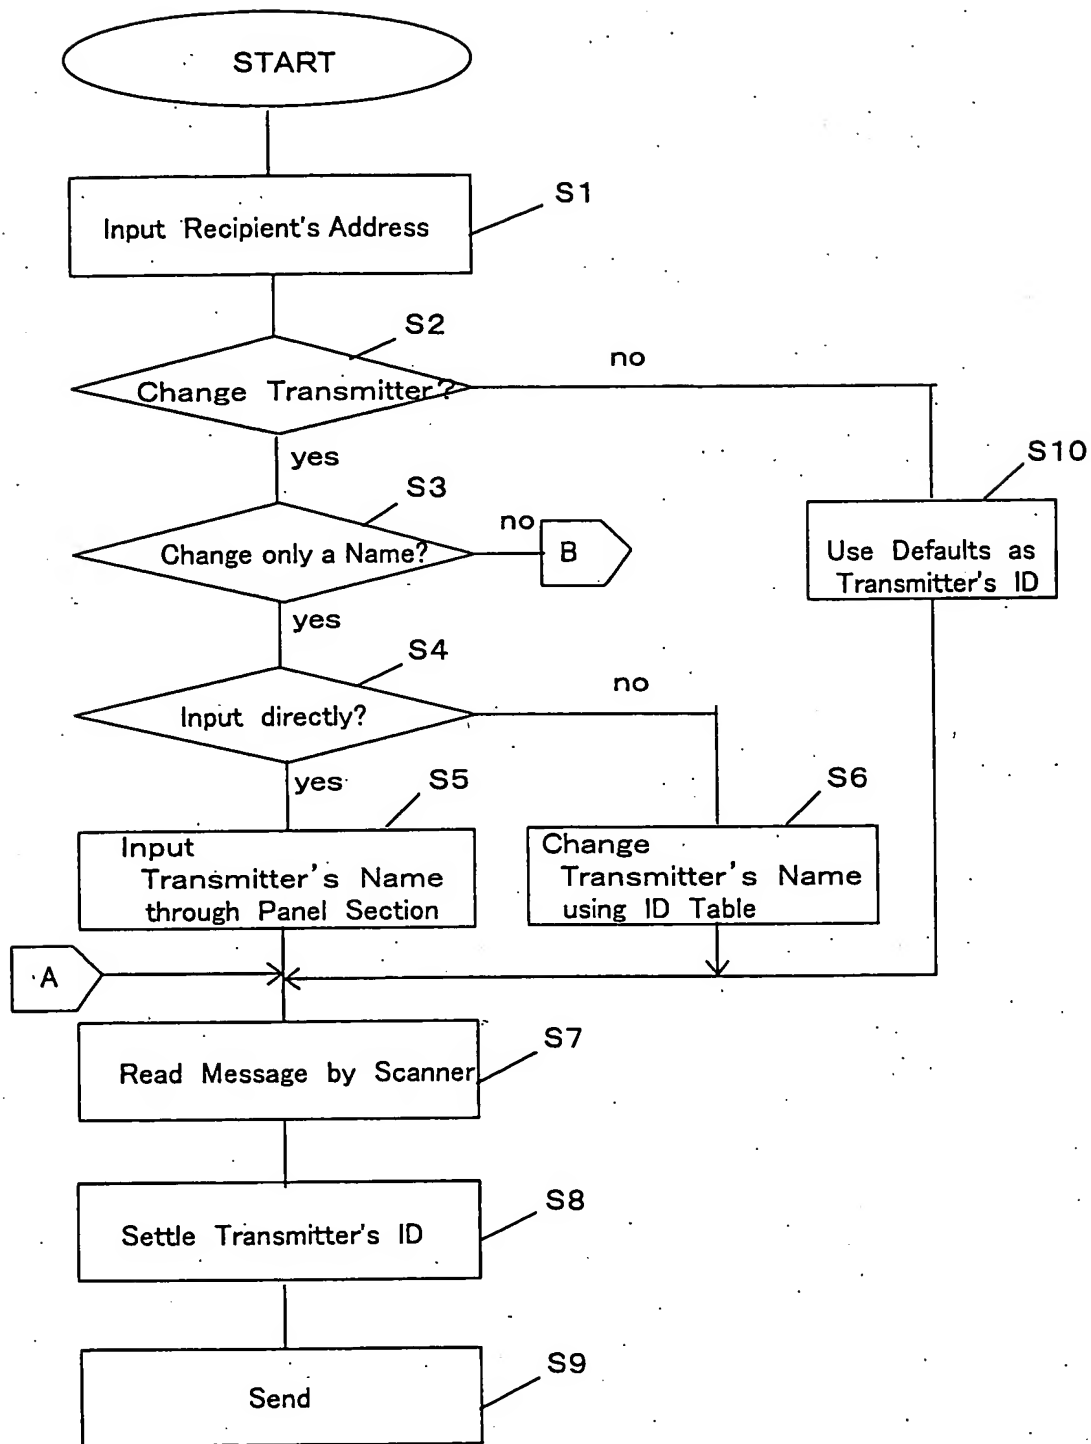 START
Input Recipient's Address
S1
S2
Change Transmitter?
no
yes
S3
Change only a Name?
no
B
S10
Use Defaults as
Transmitter's ID
yes
S4
Input directly?
no
yes
S5
Input
Transmitter's Name
through Panel Section
S6
Change
Transmitter's Name
using ID Table
A
S7
Read Message by Scanner
S8
Settle Transmitter's ID
S9
Send